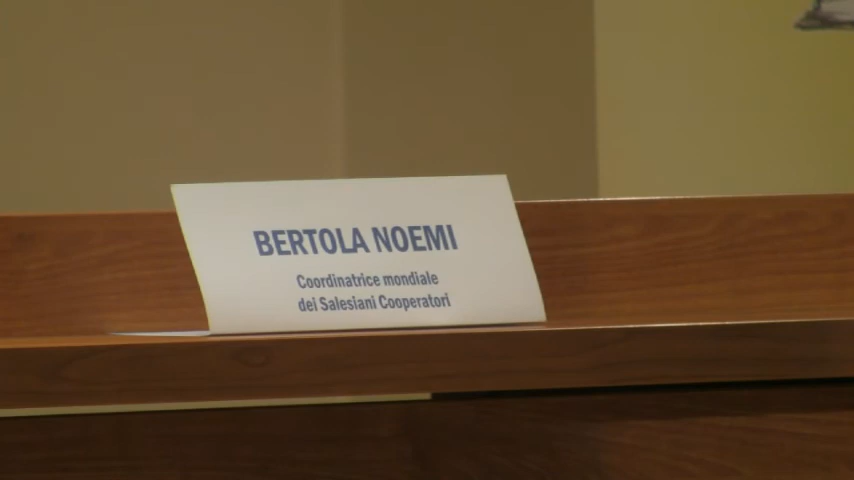 BERTOLA NOEMI
Coordinatrice mondiale
dei Salesiani Cooperatori